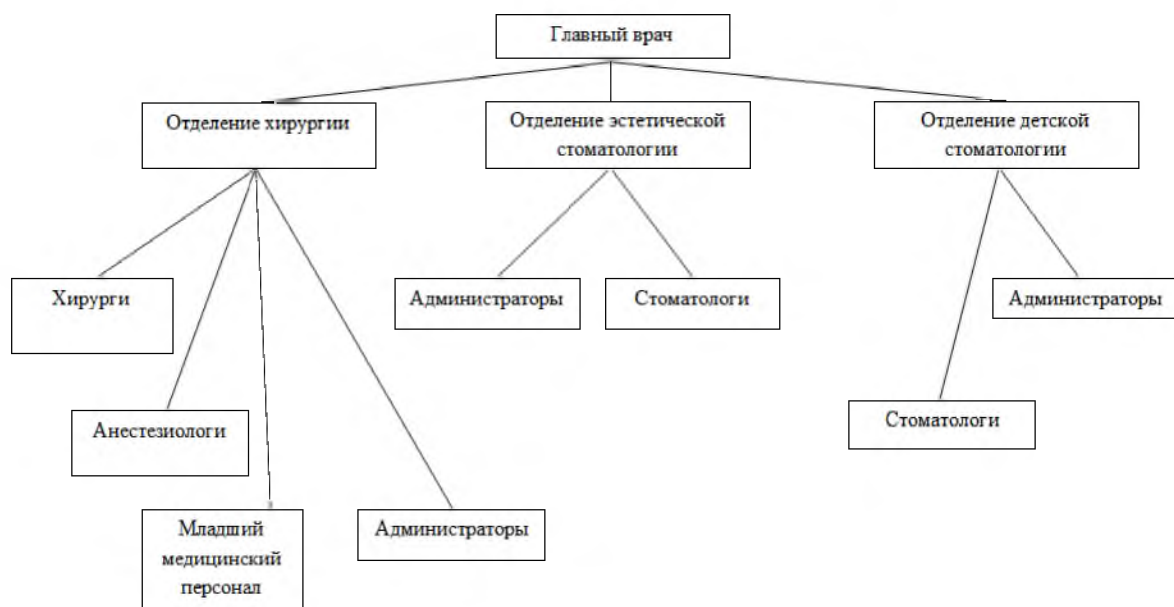 Главный врач
Отделение хирургии
Отделение эстетической
стоматологии
Отделение детской
стоматологии
Хирурги
Администраторы
Стоматологи
Администраторы
Анестезиологи
Стоматологи
Младший
медицинский
персонал
Администраторы